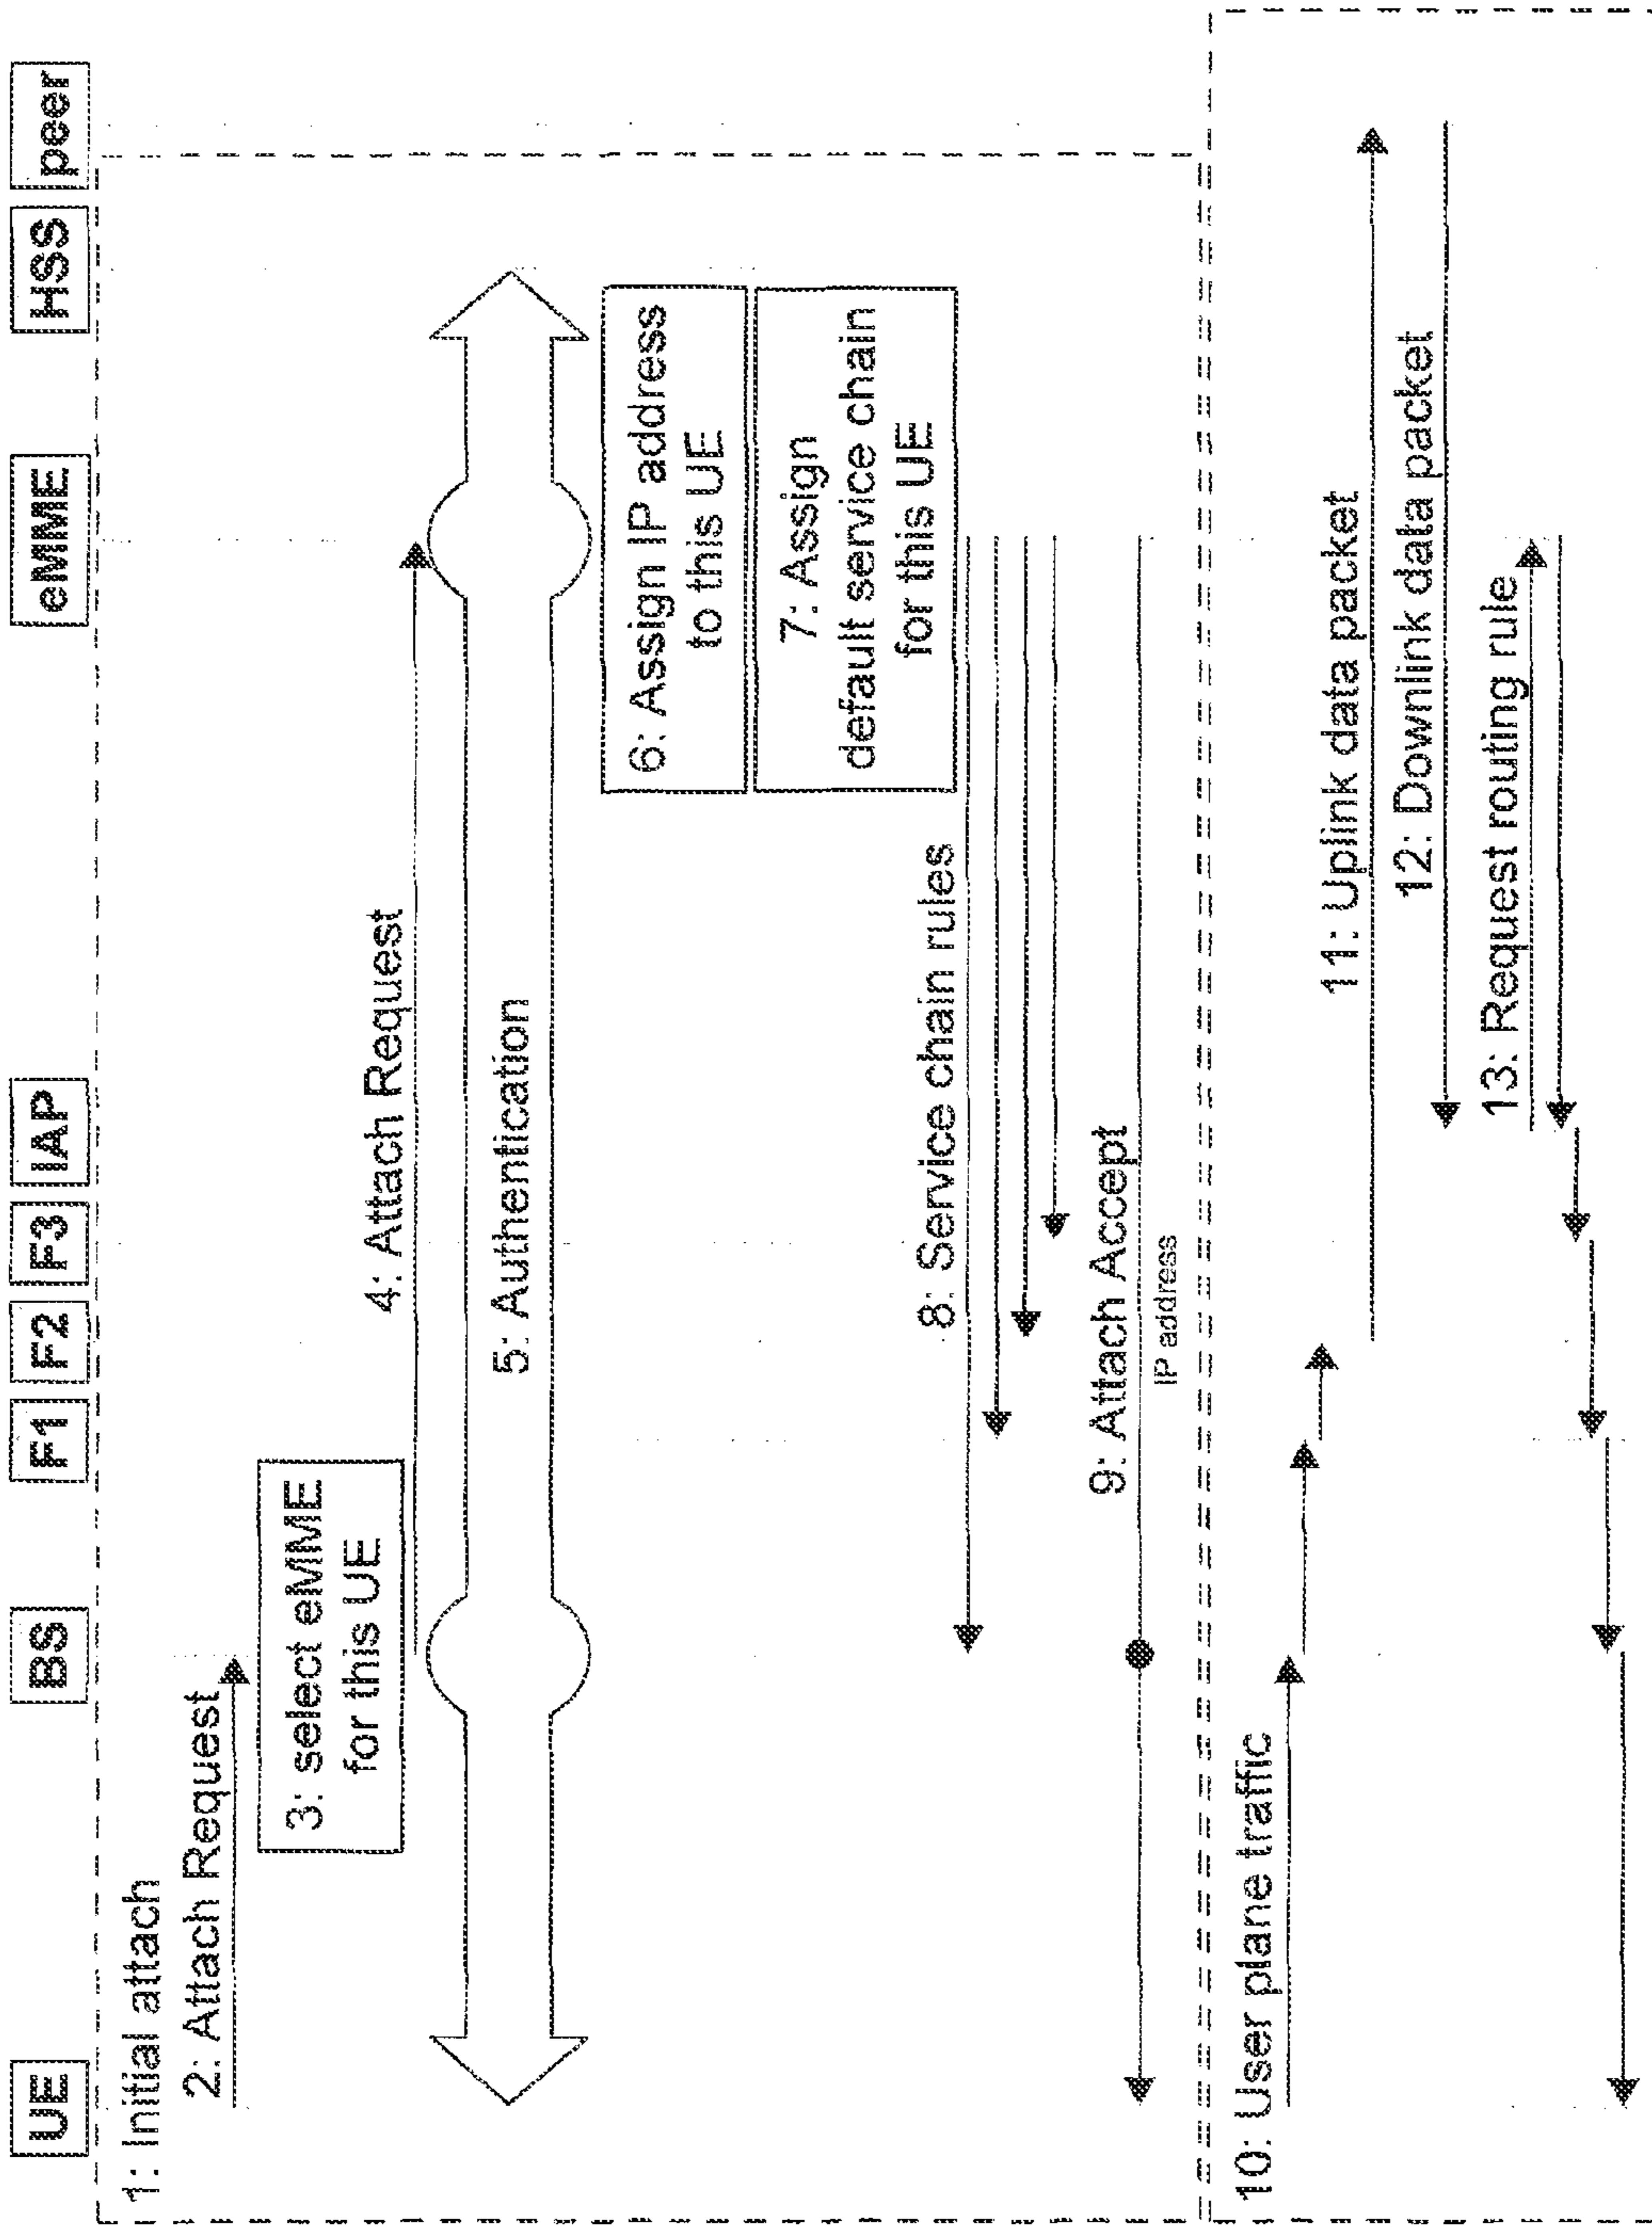 UE
BS
F1
F2
F3
IAP
eMME
HSS
peer
1: Initial attach
2: Attach Request
3: select eMME
for this UE
4: Attach Request
5: Authentication
6: Assign IP address
to this UE
7: Assign
default service chain
for this UE
8: Service chain rules
9: Attach Accept
IP address
10: User plane traffic
11: Uplink data packet
12: Downlink data packet
13: Request routing rule